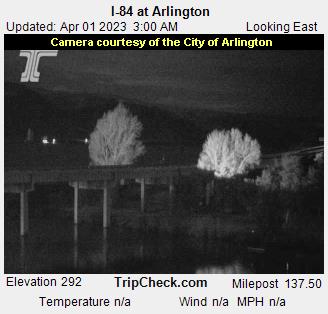 I-84 at Arlington
Updated: Apr 01 2023 3:00 AM Looking East
Camera courtesy of the City of Arlington
Elevation 292 TripCheck.com Milepost 137.50
Temperature n/a Wind n/a MPH n/a